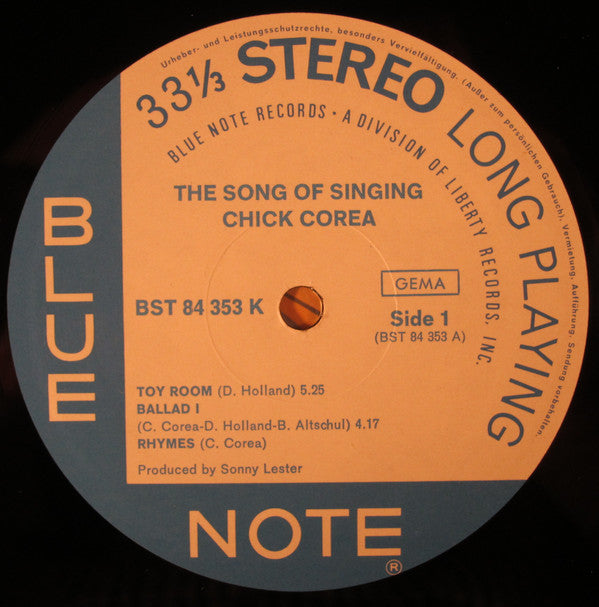 Urheber- und Leistungsschutzrechte, besonders Vervielfältigung, (Außer zum persönlichen Gebrauch), Vermietung, Aufführung, Sendung vorbehalten.
33⅓ STEREO LONG PLAYING
BLUE NOTE RECORDS • A DIVISION OF LIBERTY RECORDS, INC.
THE SONG OF SINGING
CHICK COREA
GEMA
BST 84 353 K
Side 1
(BST 84 353 A)
TOY ROOM (D. Holland) 5.25
BALLAD I
(C. Corea-D. Holland-B. Altschul) 4.17
RHYMES (C. Corea)
Produced by Sonny Lester
BLUE
NOTE
®